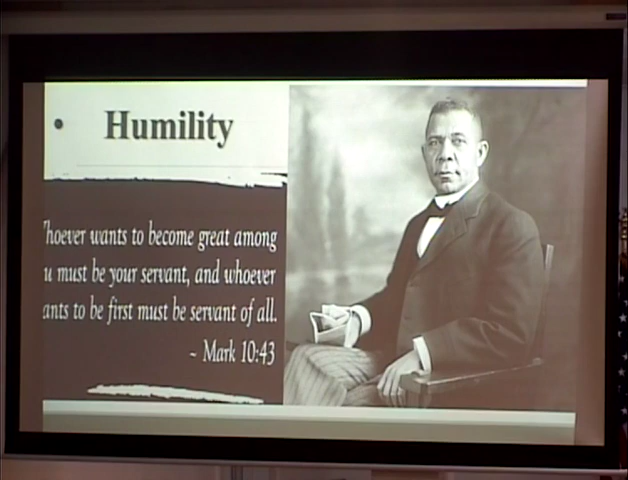 • Humility
hoever wants to become great among
u must be your servant, and whoever
ants to be first must be servant of all.
~ Mark 10:43